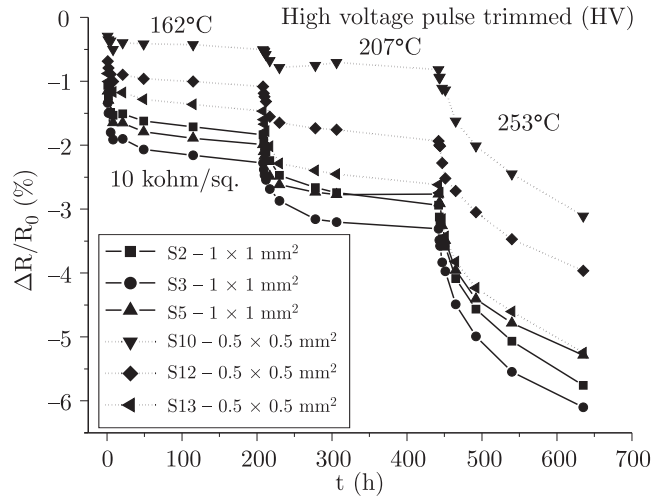 High voltage pulse trimmed (HV)
162°C
207°C
253°C
10 kohm/sq.
ΔR/R₀ (%)
0
−1
−2
−3
−4
−5
−6
S2 – 1 × 1 mm²
S3 – 1 × 1 mm²
S5 – 1 × 1 mm²
S10 – 0.5 × 0.5 mm²
S12 – 0.5 × 0.5 mm²
S13 – 0.5 × 0.5 mm²
0 100 200 300 400 500 600 700
t (h)